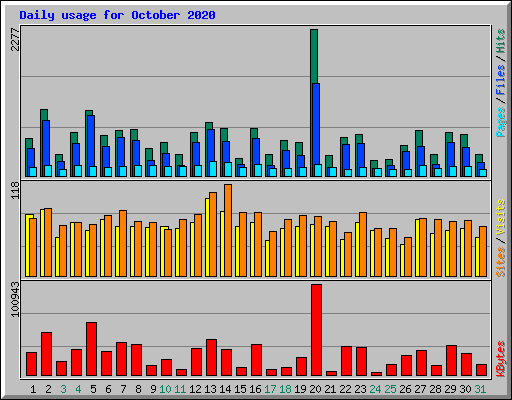 Daily usage for October 2020
2277
Pages / Files / Hits
118
Sites / Visits
100943
KBytes
1 2 3 4 5 6 7 8 9 10 11 12 13 14 15 16 17 18 19 20 21 22 23 24 25 26 27 28 29 30 31